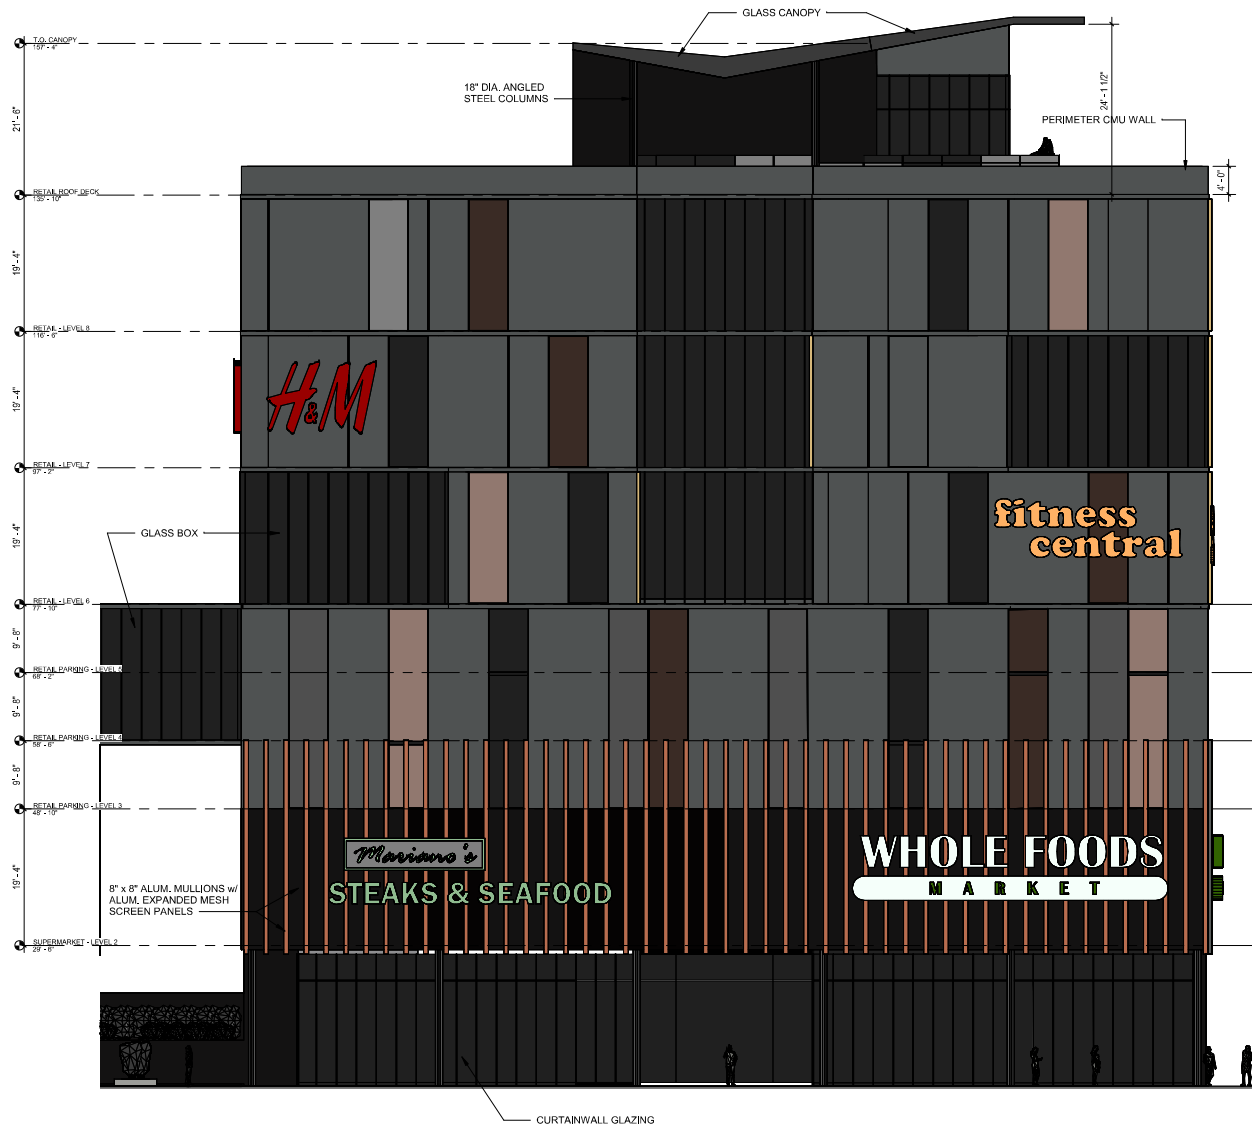 GLASS CANOPY
T.O. CANOPY
157' - 4"
18" DIA. ANGLED
STEEL COLUMNS
24' - 1 1/2"
21' - 6"
PERIMETER CMU WALL
4' - 0"
RETAIL ROOF DECK
135' - 10"
19' - 4"
RETAIL - LEVEL 8
116' - 6"
H&M
19' - 4"
RETAIL - LEVEL 7
97' - 2"
fitness
central
GLASS BOX
19' - 4"
RETAIL - LEVEL 6
77' - 10"
9' - 8"
RETAIL PARKING - LEVEL 5
68' - 2"
9' - 8"
RETAIL PARKING - LEVEL 4
58' - 6"
9' - 8"
RETAIL PARKING - LEVEL 3
48' - 10"
19' - 4"
Mariano's
STEAKS & SEAFOOD
WHOLE FOODS
MARKET
8" x 8" ALUM. MULLIONS w/
ALUM. EXPANDED MESH
SCREEN PANELS
SUPERMARKET - LEVEL 2
29' - 6"
CURTAINWALL GLAZING